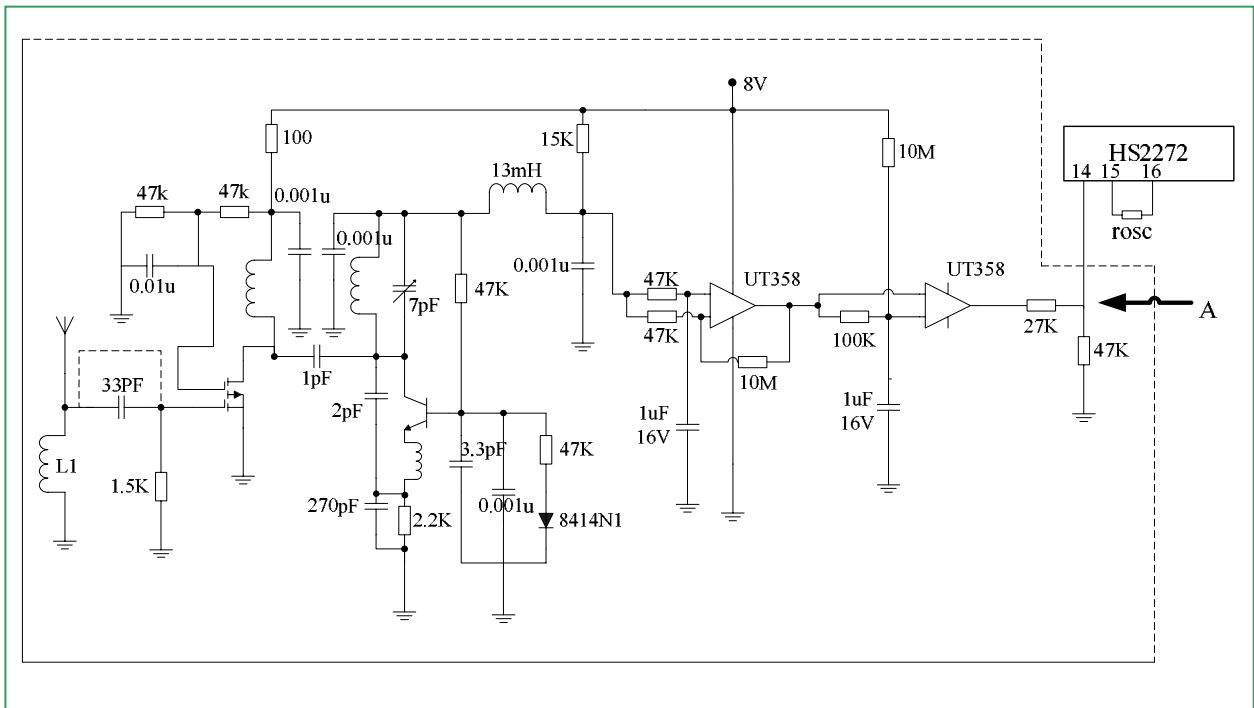 8V
100
15K
10M
HS2272
14 15 16
rosc
13mH
47k
47k
0.001u
0.001u
0.01u
0.001u
7pF
47K
47K
47K
UT358
UT358
A
27K
100K
10M
47K
1pF
33PF
2pF
1uF
16V
1uF
16V
3.3pF
47K
L1
1.5K
270pF
2.2K
0.001u
8414N1